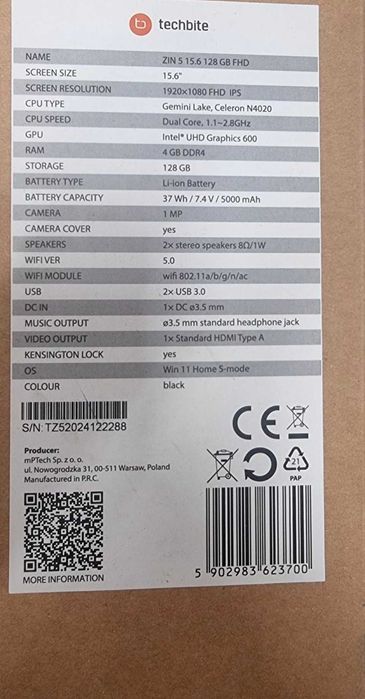 techbite
NAME ZIN 5 15.6 128 GB FHD
SCREEN SIZE 15.6"
SCREEN RESOLUTION 1920×1080 FHD IPS
CPU TYPE Gemini Lake, Celeron N4020
CPU SPEED Dual Core, 1.1~2.8GHz
GPU Intel® UHD Graphics 600
RAM 4 GB DDR4
STORAGE 128 GB
BATTERY TYPE Li-ion Battery
BATTERY CAPACITY 37 Wh / 7.4 V / 5000 mAh
CAMERA 1 MP
CAMERA COVER yes
SPEAKERS 2× stereo speakers 8Ω/1W
WIFI VER 5.0
WIFI MODULE wifi 802.11a/b/g/n/ac
USB 2× USB 3.0
DC IN 1× DC ø3.5 mm
MUSIC OUTPUT ø3.5 mm standard headphone jack
VIDEO OUTPUT 1× Standard HDMI Type A
KENSINGTON LOCK yes
OS Win 11 Home S-mode
COLOUR black
S/N: TZ52024122288
CE
Producer:
mPTech Sp. z o. o.
ul. Nowogrodzka 31, 00-511 Warsaw, Poland
Manufactured in P.R.C.
21
PAP
5 902983 623700
MORE INFORMATION